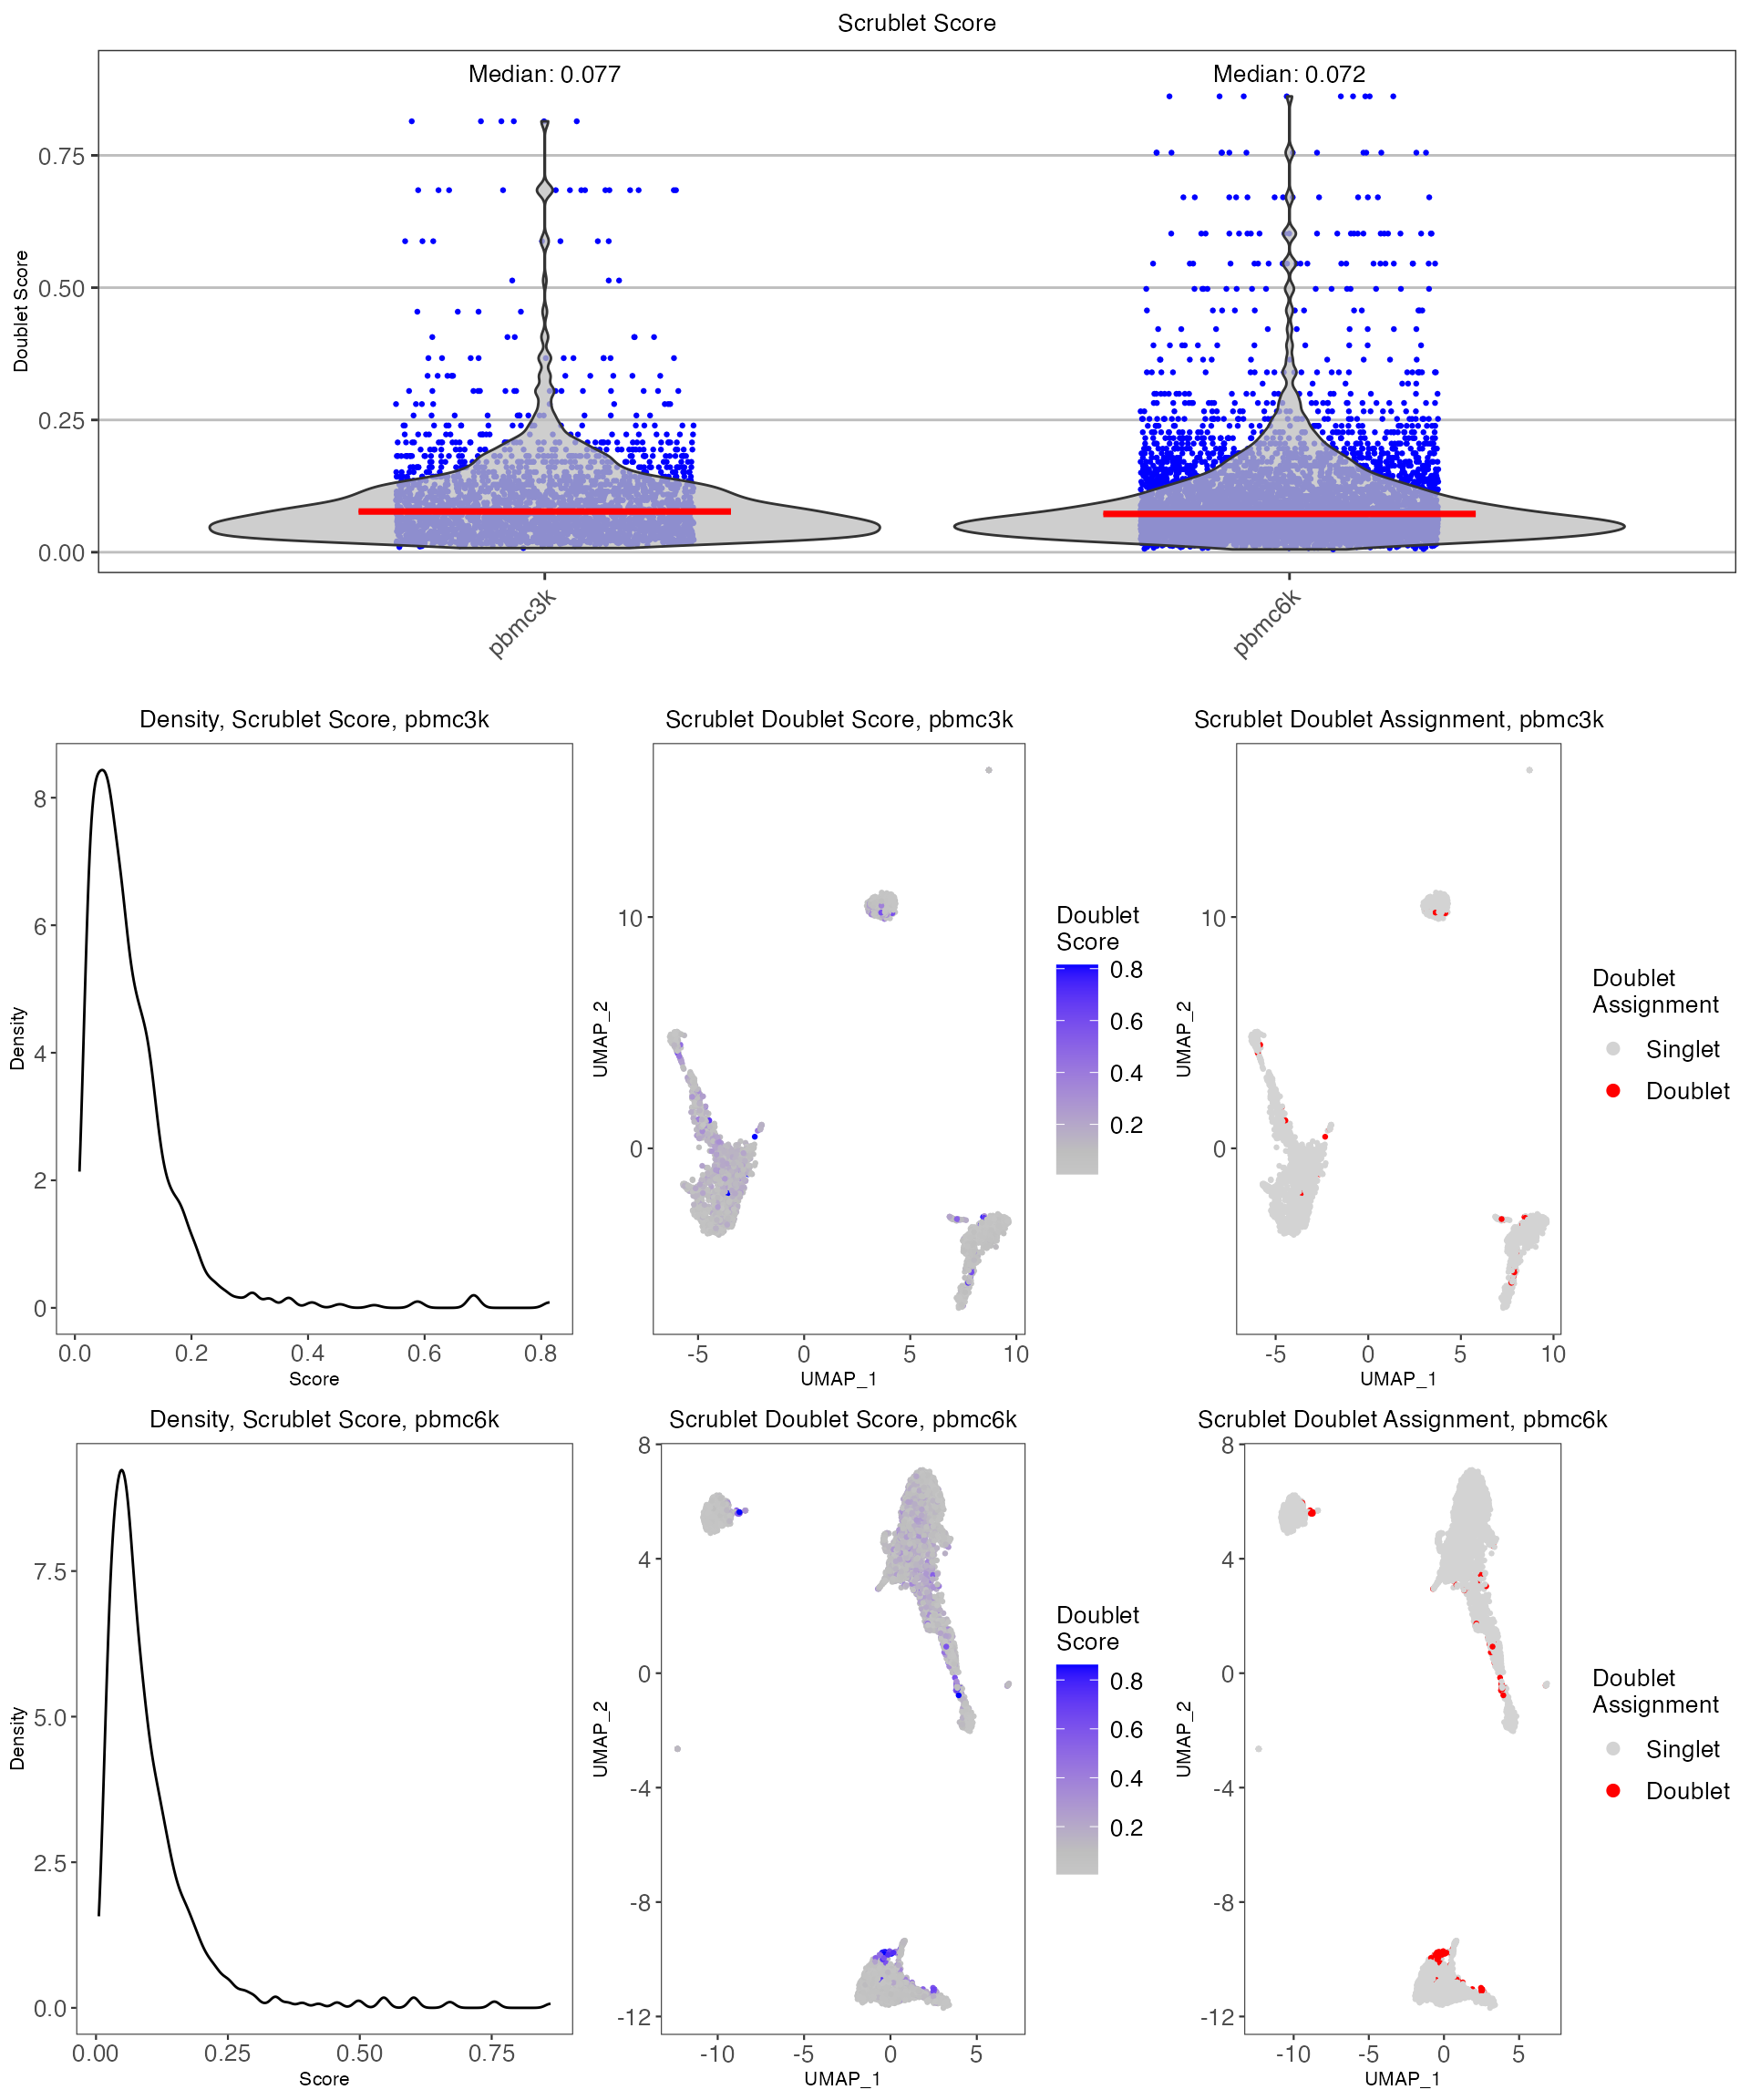 Scrublet Score
Median: 0.077
Median: 0.072
Doublet Score
0.75
0.50
0.25
0.00
pbmc3k
pbmc6k
Density, Scrublet Score, pbmc3k
Density
8
6
4
2
0
0.0 0.2 0.4 0.6 0.8
Score
Scrublet Doublet Score, pbmc3k
UMAP_2
10
0
-5 0 5 10
UMAP_1
Doublet
Score
0.8
0.6
0.4
0.2
Scrublet Doublet Assignment, pbmc3k
UMAP_2
10
0
-5 0 5 10
UMAP_1
Doublet
Assignment
Singlet
Doublet
Density, Scrublet Score, pbmc6k
Density
7.5
5.0
2.5
0.0
0.00 0.25 0.50 0.75
Score
Scrublet Doublet Score, pbmc6k
UMAP_2
8
4
0
-4
-8
-12
-10 -5 0 5
UMAP_1
Doublet
Score
0.8
0.6
0.4
0.2
Scrublet Doublet Assignment, pbmc6k
UMAP_2
8
4
0
-4
-8
-12
-10 -5 0 5
UMAP_1
Doublet
Assignment
Singlet
Doublet